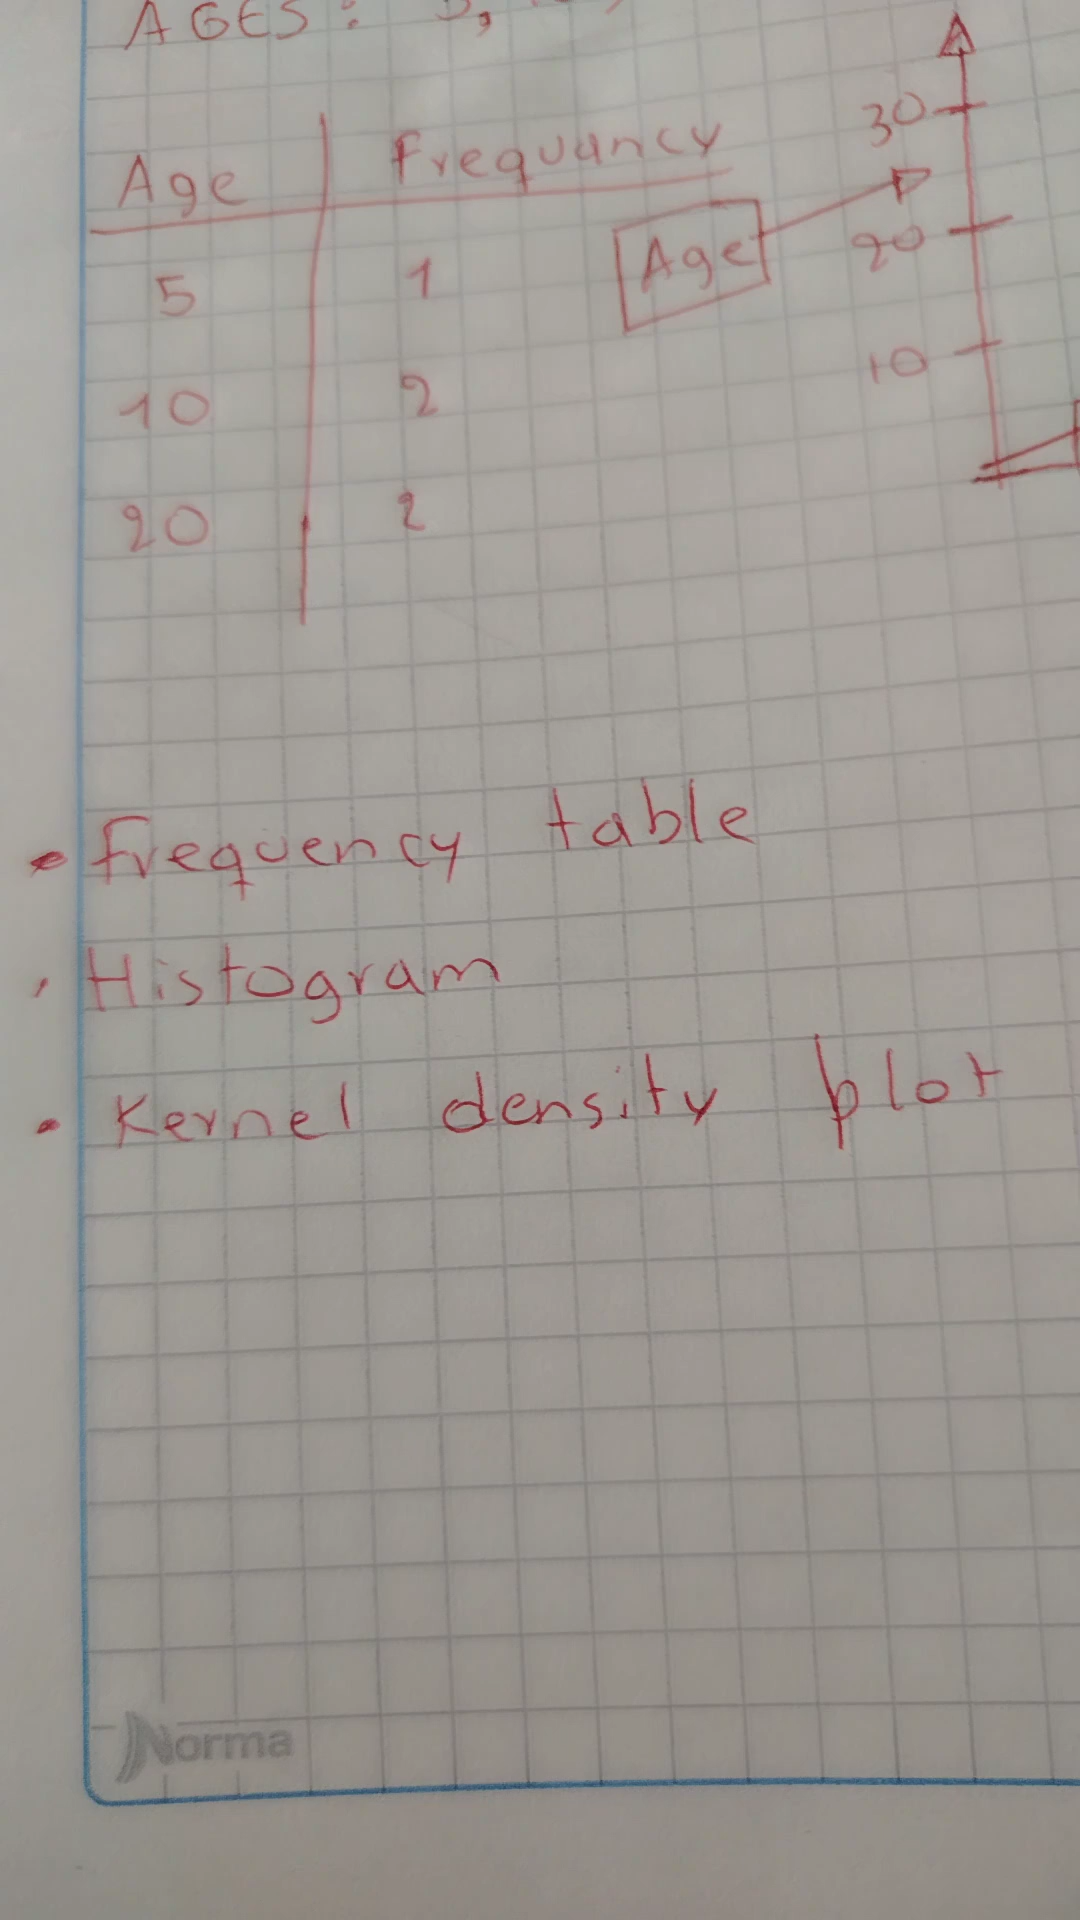 AGES:
Age Frequancy
5 1
10 2
20 2
Age
30
20
10
• Frequency table
• Histogram
• Kernel density plot
Norma